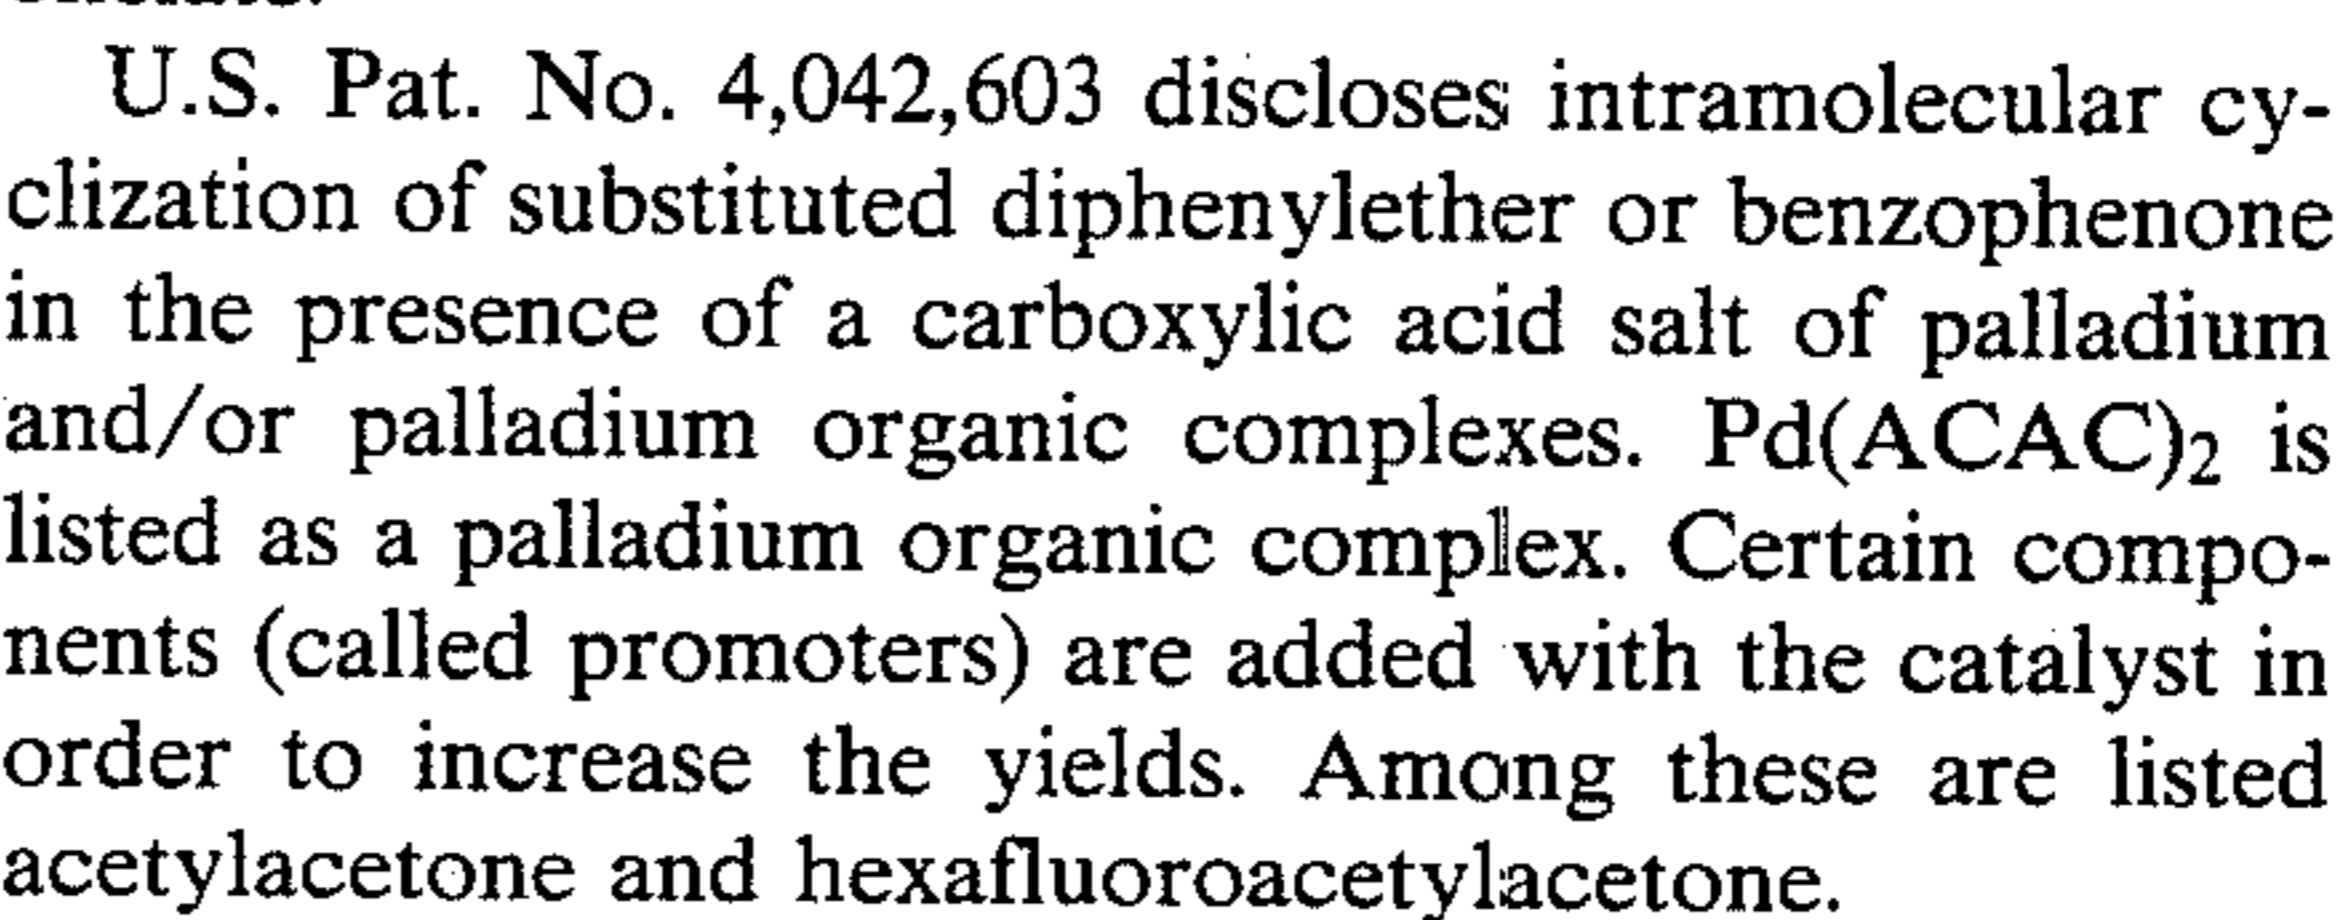 U.S. Pat. No. 4,042,603 discloses intramolecular cy-
clization of substituted diphenylether or benzophenone
in the presence of a carboxylic acid salt of palladium
and/or palladium organic complexes. Pd(ACAC)2 is
listed as a palladium organic complex. Certain compo-
nents (called promoters) are added with the catalyst in
order to increase the yields. Among these are listed
acetylacetone and hexafluoroacetylacetone.